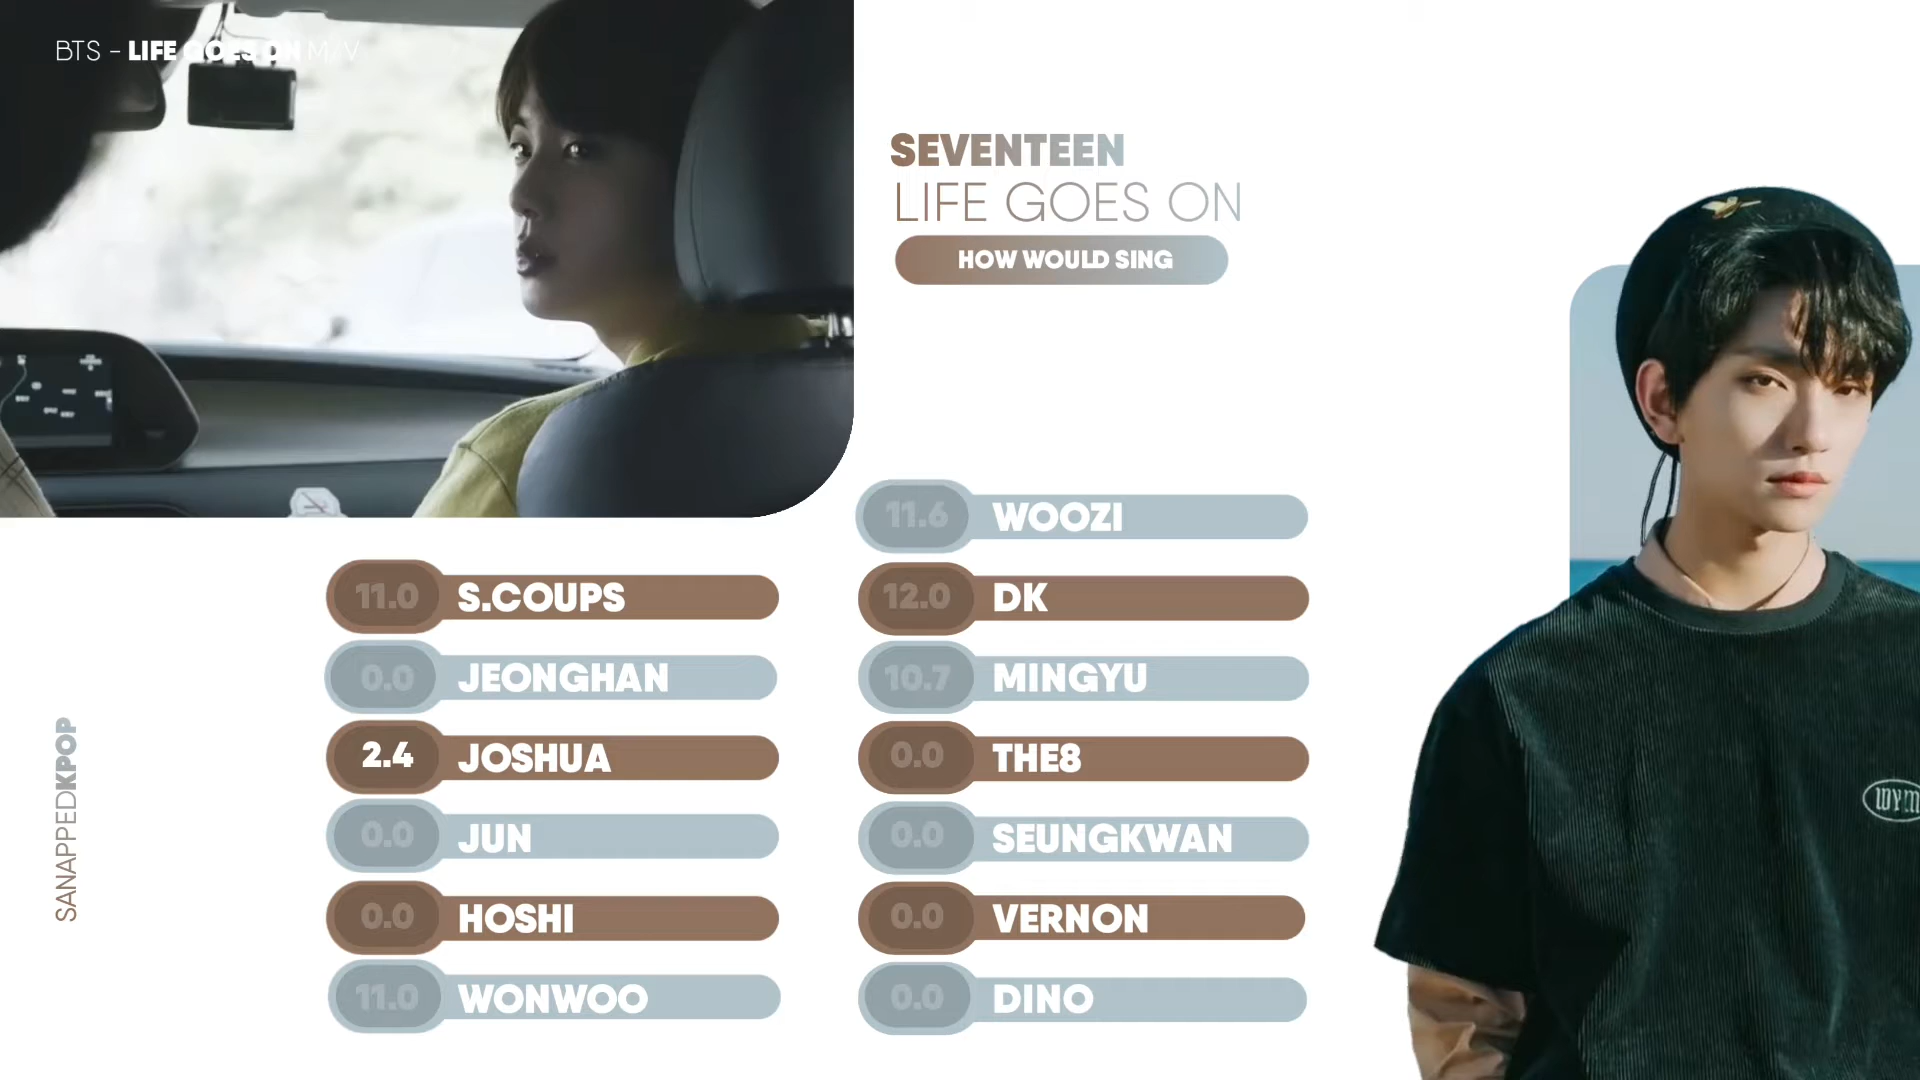 BTS - LIFE GOES ON M/V
SEVENTEEN
LIFE GOES ON
HOW WOULD SING
11.0 S.COUPS
0.0 JEONGHAN
2.4 JOSHUA
0.0 JUN
0.0 HOSHI
11.0 WONWOO
11.6 WOOZI
12.0 DK
10.7 MINGYU
0.0 THE8
0.0 SEUNGKWAN
0.0 VERNON
0.0 DINO
SANAPPEDKPOP